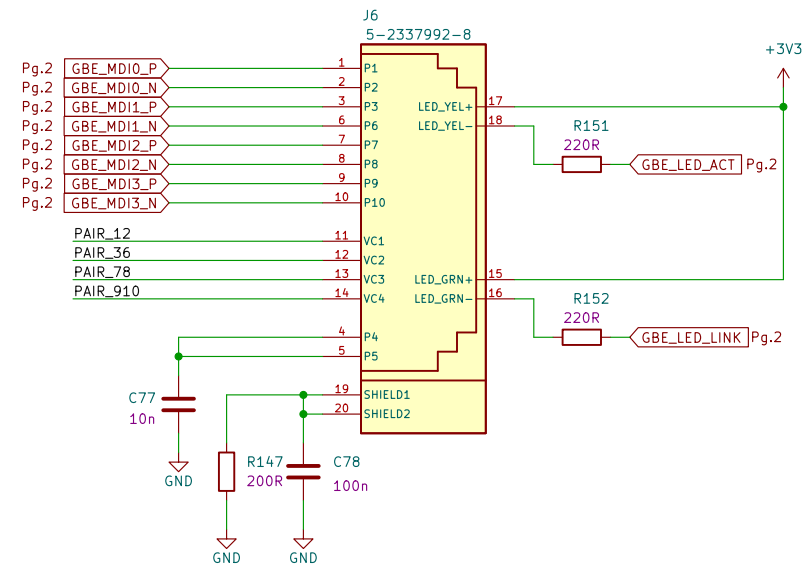 J6
5-2337992-8
+3V3
Pg.2 GBE_MDI0_P 1 P1
Pg.2 GBE_MDI0_N 2 P2
Pg.2 GBE_MDI1_P 3 P3 LED_YEL+ 17
Pg.2 GBE_MDI1_N 6 P6 LED_YEL- 18 R151
Pg.2 GBE_MDI2_P 7 P7 220R
Pg.2 GBE_MDI2_N 8 P8 GBE_LED_ACT Pg.2
Pg.2 GBE_MDI3_P 9 P9
Pg.2 GBE_MDI3_N 10 P10
PAIR_12 11 VC1
PAIR_36 12 VC2
PAIR_78 13 VC3 LED_GRN+ 15
PAIR_910 14 VC4 LED_GRN- 16 R152
220R
4 P4 GBE_LED_LINK Pg.2
5 P5
C77 19 SHIELD1
10n 20 SHIELD2
R147 C78
200R 100n
GND
GND GND